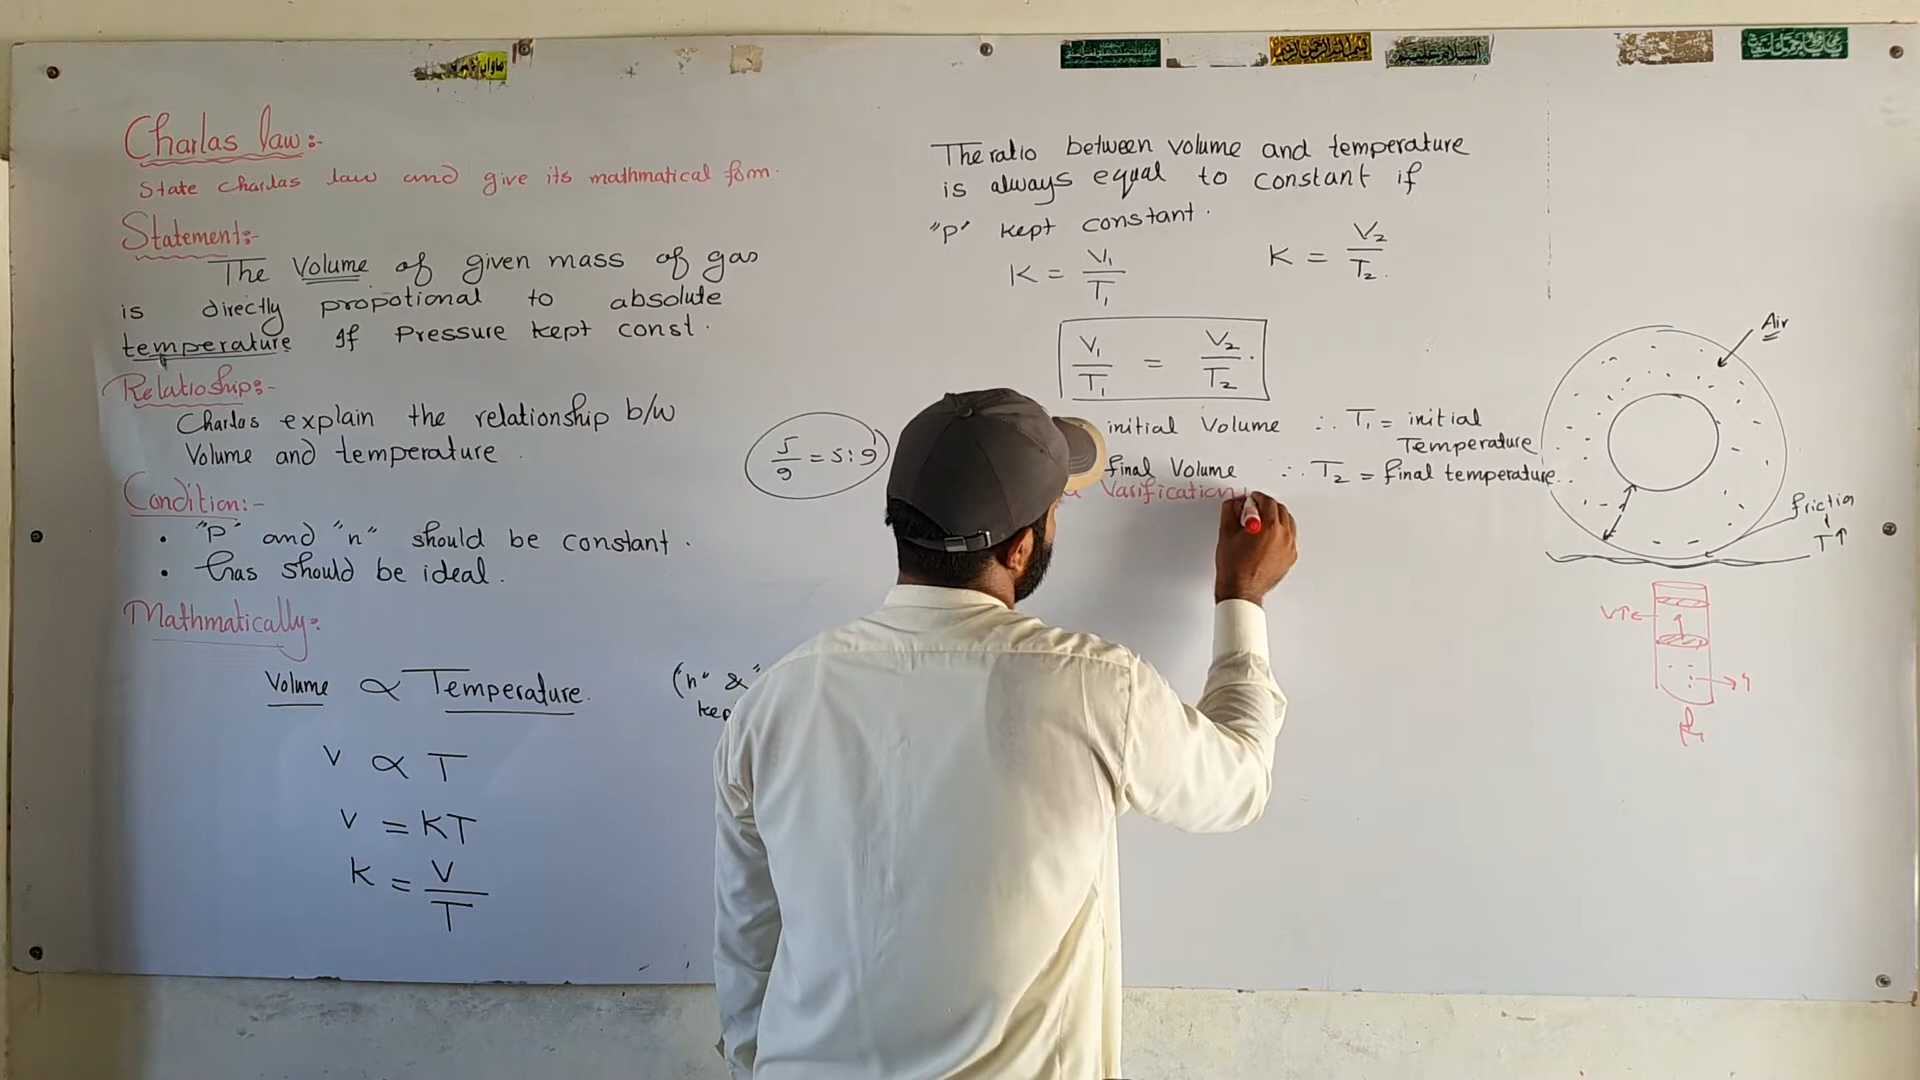 Charlas law:-
State charlas law and give its mathmatical form.
Statement:-
The Volume of given mass of gas
is directly propotional to absolute
temperature If Pressure kept const.
Relatioship:-
Charlas explain the relationship b/w
Volume and temperature.
Condition:-
• "P" and "n" should be constant.
• Gas should be ideal.
Mathmatically:-
Volume ∝ Temperature. ("n" & "
V ∝ T
V = KT
K = V/T
5/9 = 5:9
The ratio between volume and temperature
is always equal to constant if
"P" kept constant.
K = V₁/T₁ K = V₂/T₂
V₁/T₁ = V₂/T₂
initial Volume ∴ T₁ = initial Temperature
final Volume ∴ T₂ = final temperature
Varification
Air
friction
T↑
V↑